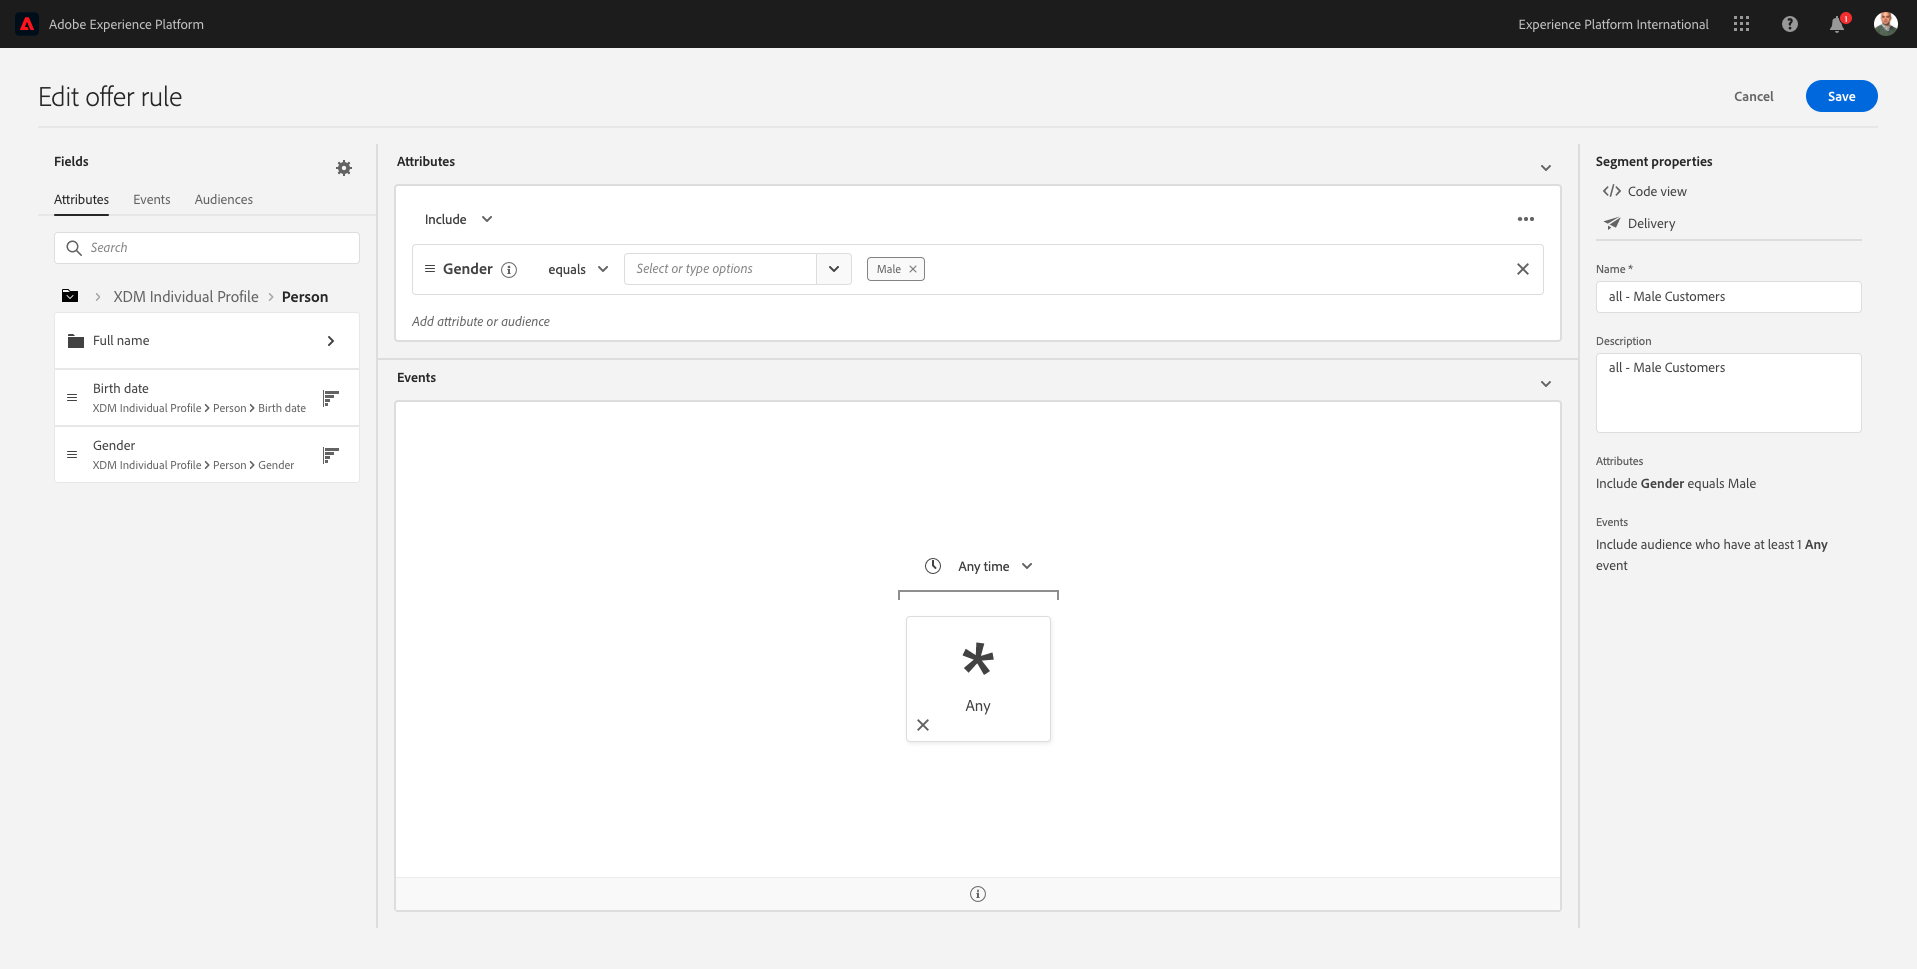 Adobe Experience Platform
Experience Platform International
1
Edit offer rule
Cancel
Save
Fields
Attributes
Events
Audiences
Search
XDM Individual Profile > Person
Full name
Birth date
XDM Individual Profile > Person > Birth date
Gender
XDM Individual Profile > Person > Gender
Attributes
Include
Gender
equals
Select or type options
Male
Add attribute or audience
Events
Any time
*
Any
Segment properties
</> Code view
Delivery
Name *
all - Male Customers
Description
all - Male Customers
Attributes
Include Gender equals Male
Events
Include audience who have at least 1 Any
event